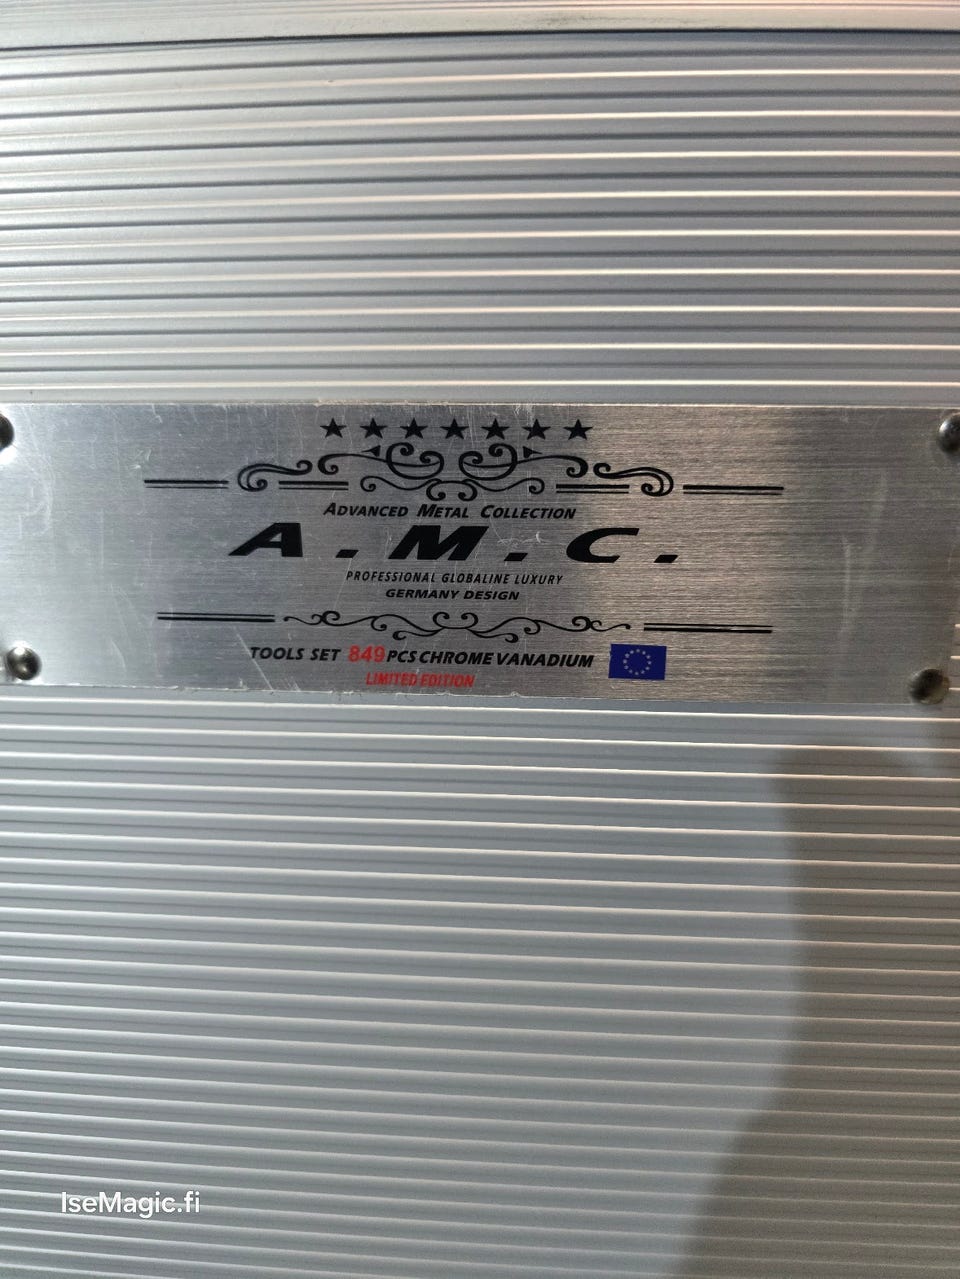 ADVANCED METAL COLLECTION
A.M.C.
PROFESSIONAL GLOBALINE LUXURY
GERMANY DESIGN
TOOLS SET 849 PCS CHROME VANADIUM
LIMITED EDITION
IseMagic.fi